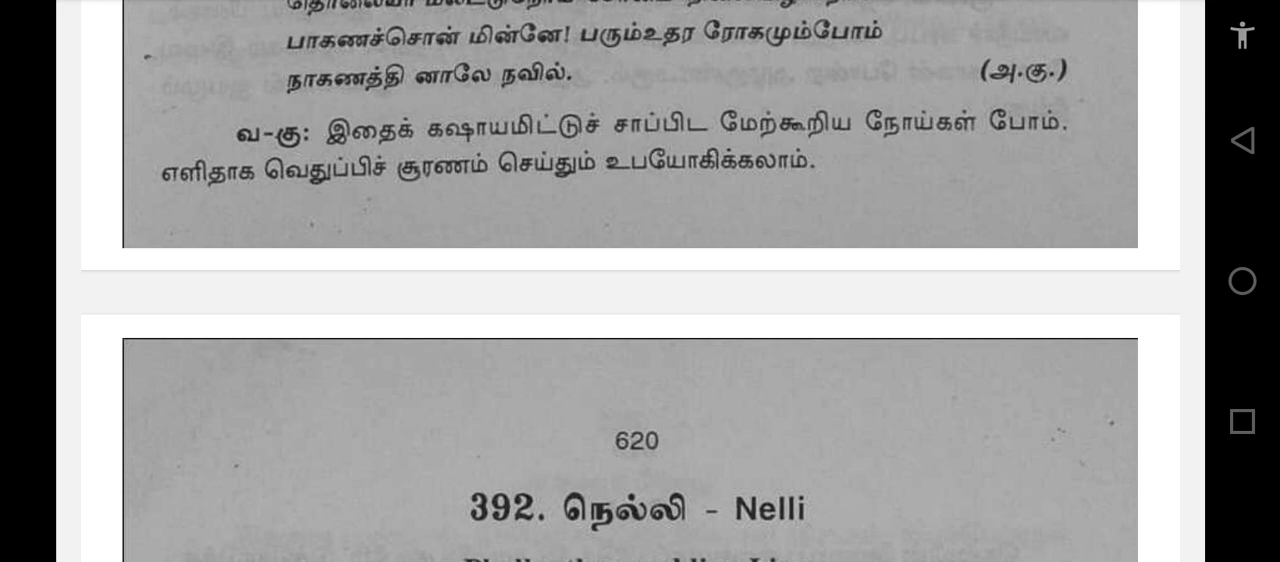 பாகணச்சொன் மின்னே! பரும்உதர ரோகமும்போம்
நாகணத்தி னாலே நவில். (அ.கு.)
வ-கு: இதைக் கஷாயமிட்டுச் சாப்பிட மேற்கூறிய நோய்கள் போம்.
எளிதாக வெதுப்பிச் சூரணம் செய்தும் உபயோகிக்கலாம்.
620
392. நெல்லி - Nelli